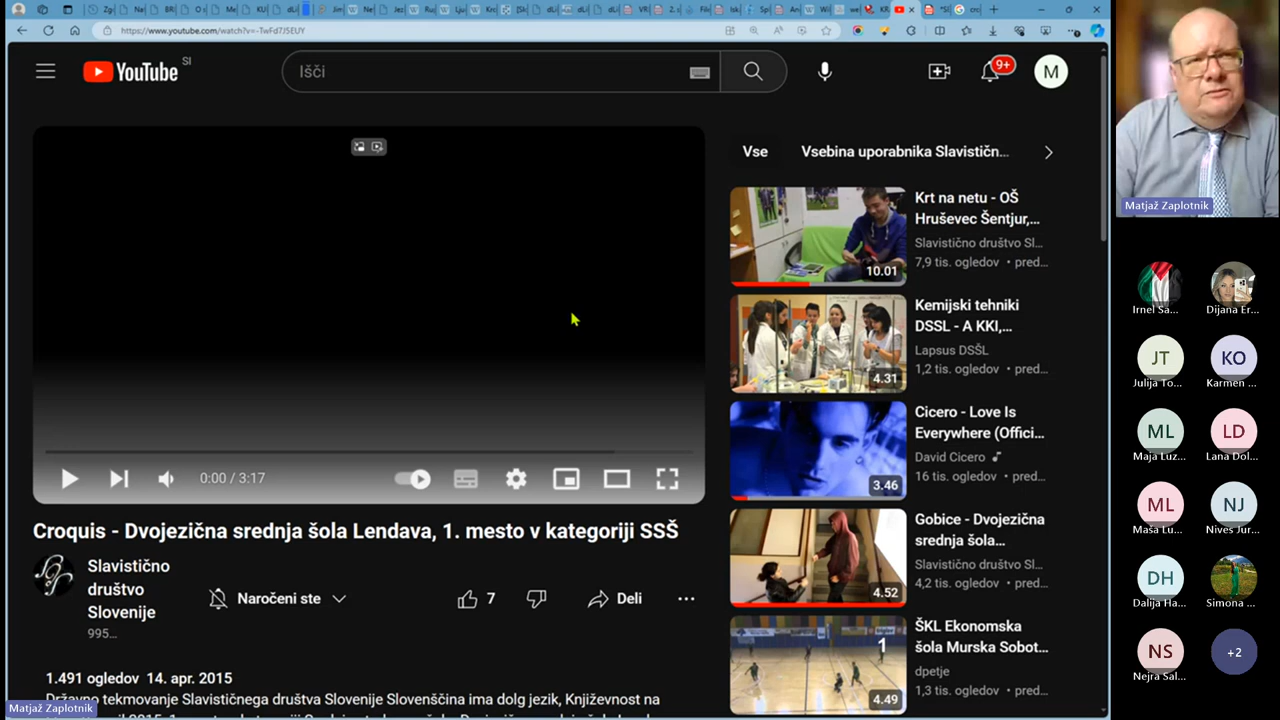 https://www.youtube.com/watch?v=-TwFd7J5EUY
YouTube SI
Išči
9+
M
Vse
Vsebina uporabnika Slavističn...
Krt na netu - OŠ
Hruševec Šentjur,...
Slavistično društvo Sl...
7,9 tis. ogledov • pred...
10.01
Kemijski tehniki
DSSL - A KKI,...
Lapsus DSŠL
1,2 tis. ogledov • pred...
4.31
Cicero - Love Is
Everywhere (Offici...
David Cicero
16 tis. ogledov • pred...
3.46
Gobice - Dvojezična
srednja šola...
Slavistično društvo Sl...
4,2 tis. ogledov • pred...
4.52
ŠKL Ekonomska
šola Murska Sobot...
dpetje
1,3 tis. ogledov • pred...
4.49
0:00 / 3:17
Croquis - Dvojezična srednja šola Lendava, 1. mesto v kategoriji SSŠ
Slavistično
društvo
Slovenije
995...
Naročeni ste
7
Deli
1.491 ogledov 14. apr. 2015
Državno tekmovanje Slavističnega društva Slovenije Slovenščina ima dolg jezik, Književnost na
Matjaž Zaplotnik
Matjaž Zaplotnik
Irnel Sa...
Dijana Er...
JT
Julija To...
KO
Karmen ...
ML
Maja Luz...
LD
Lana Dol...
ML
Maša Lu...
NJ
Nives Jur...
DH
Dalija Ha...
Simona ...
NS
Nejra Sal...
+2